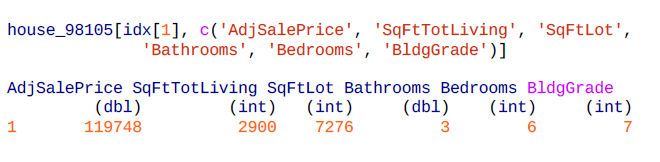 house_98105[idx[1], c('AdjSalePrice', 'SqFtTotLiving', 'SqFtLot',
'Bathrooms', 'Bedrooms', 'BldgGrade')]
AdjSalePrice SqFtTotLiving SqFtLot Bathrooms Bedrooms BldgGrade
(dbl) (int) (int) (dbl) (int) (int)
1 119748 2900 7276 3 6 7